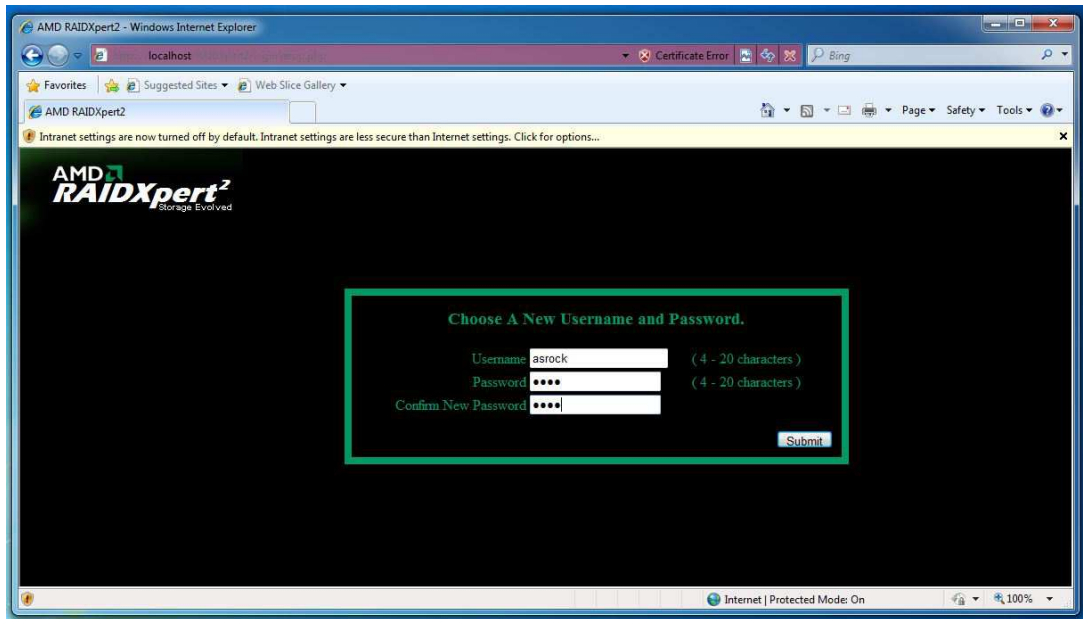 AMD RAIDXpert2 - Windows Internet Explorer
localhost
Certificate Error
Bing
Favorites
Suggested Sites
Web Slice Gallery
AMD RAIDXpert2
Page
Safety
Tools
Intranet settings are now turned off by default. Intranet settings are less secure than Internet settings. Click for options...
AMD
RAIDXpert2
Storage Evolved
Choose A New Username and Password.
Username asrock ( 4 - 20 characters )
Password •••• ( 4 - 20 characters )
Confirm New Password ••••
Submit
Internet | Protected Mode: On
100%